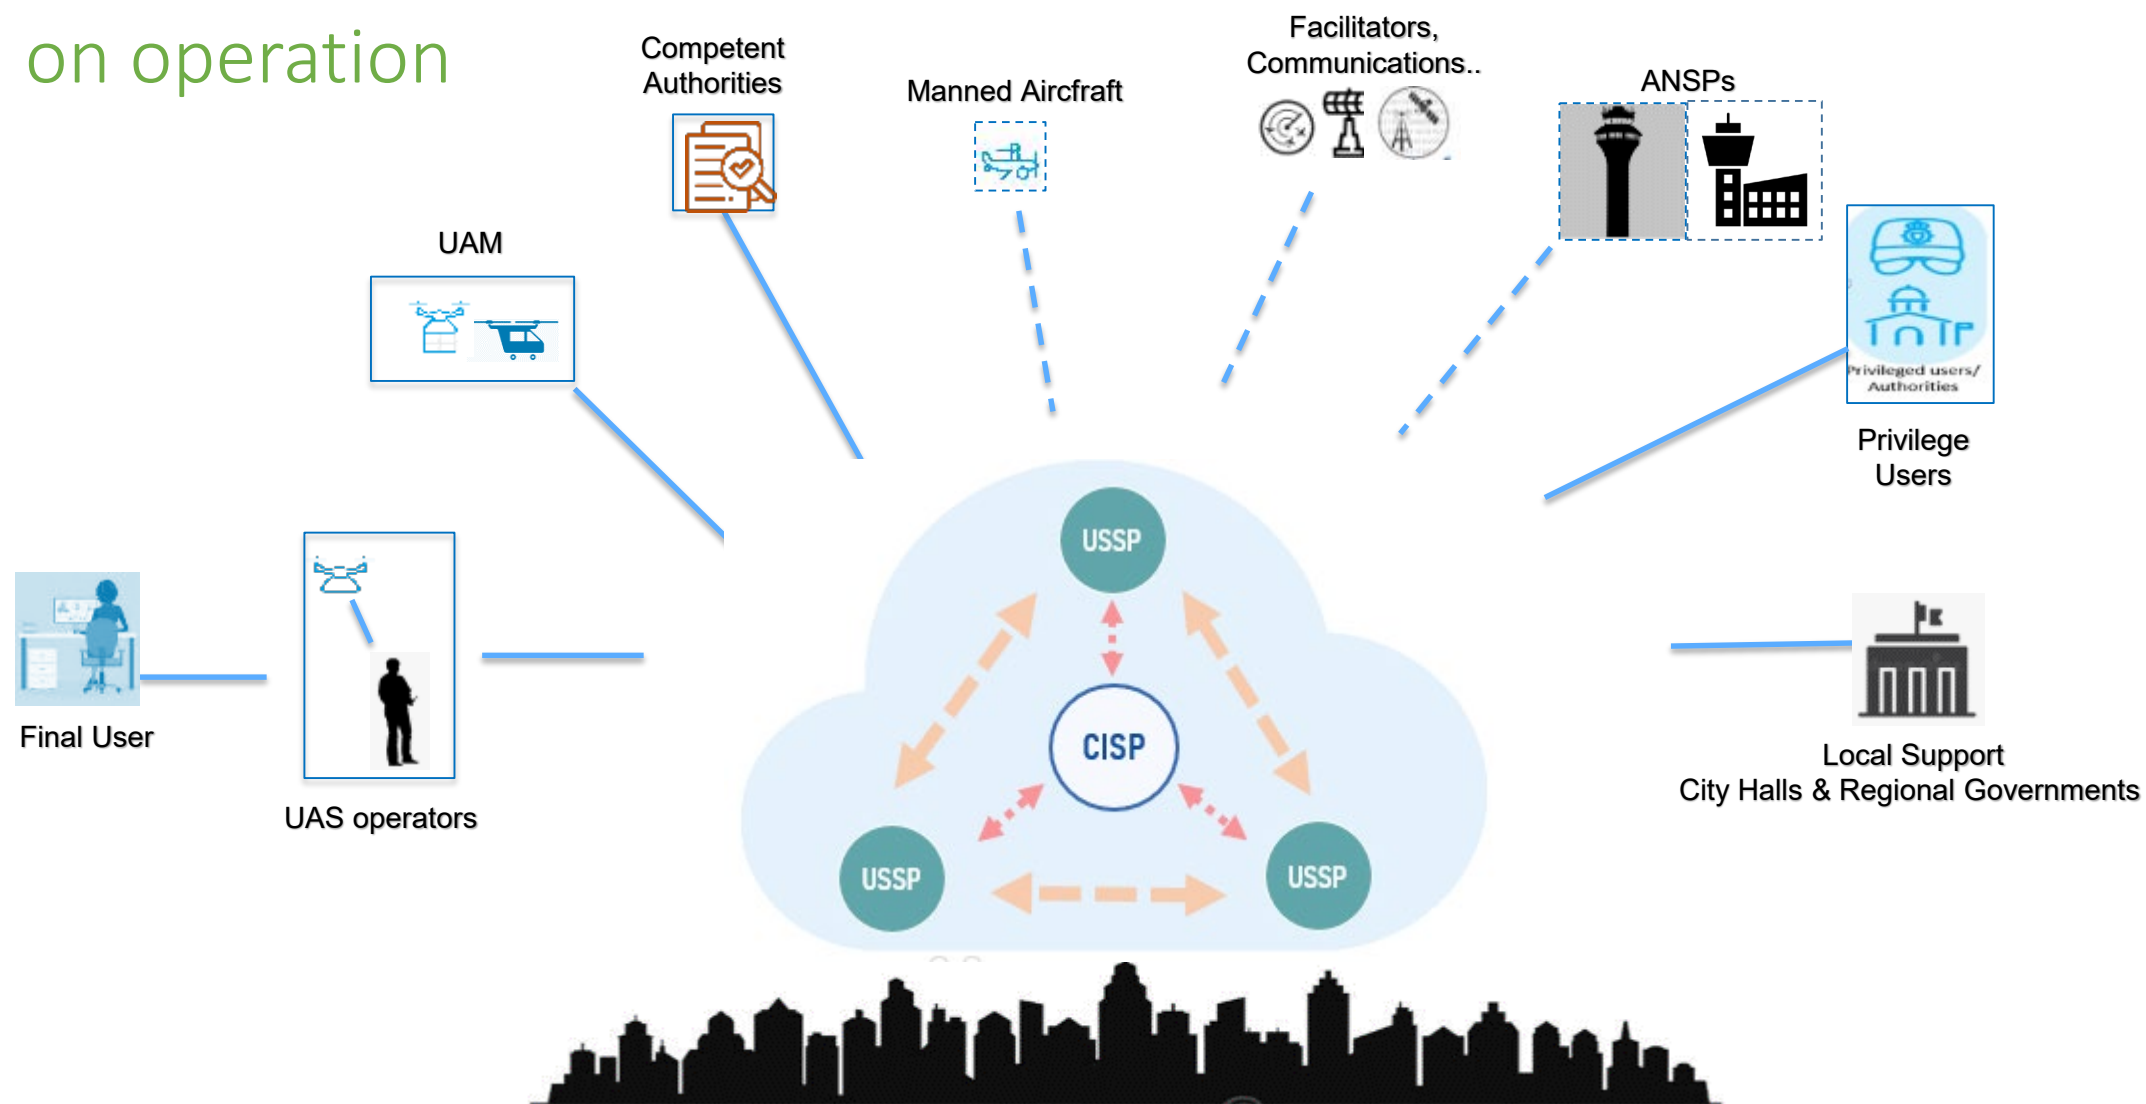 on operation
Competent
Authorities
Manned Aircfraft
Facilitators,
Communications..
ANSPs
UAM
Privileged users/
Authorities
Privilege
Users
USSP
CISP
USSP
USSP
Final User
UAS operators
Local Support
City Halls & Regional Governments